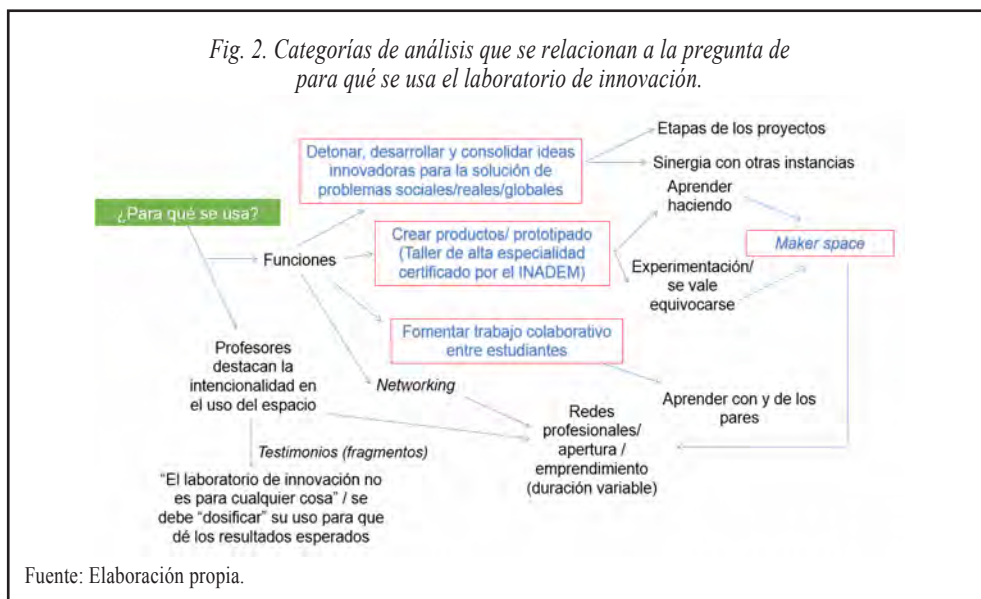 Fig. 2. Categorías de análisis que se relacionan a la pregunta de
para qué se usa el laboratorio de innovación.
¿Para qué se usa?
Funciones
Detonar, desarrollar y consolidar ideas
innovadoras para la solución de
problemas sociales/reales/globales
Etapas de los proyectos
Sinergia con otras instancias
Crear productos/ prototipado
(Taller de alta especialidad
certificado por el INADEM)
Aprender
haciendo
Experimentación/
se vale
equivocarse
Maker space
Fomentar trabajo colaborativo
entre estudiantes
Aprender con y de los
pares
Networking
Redes
profesionales/
apertura /
emprendimiento
(duración variable)
Profesores
destacan la
intencionalidad en
el uso del espacio
Testimonios (fragmentos)
“El laboratorio de innovación no
es para cualquier cosa” / se
debe “dosificar” su uso para que
dé los resultados esperados
Fuente: Elaboración propia.